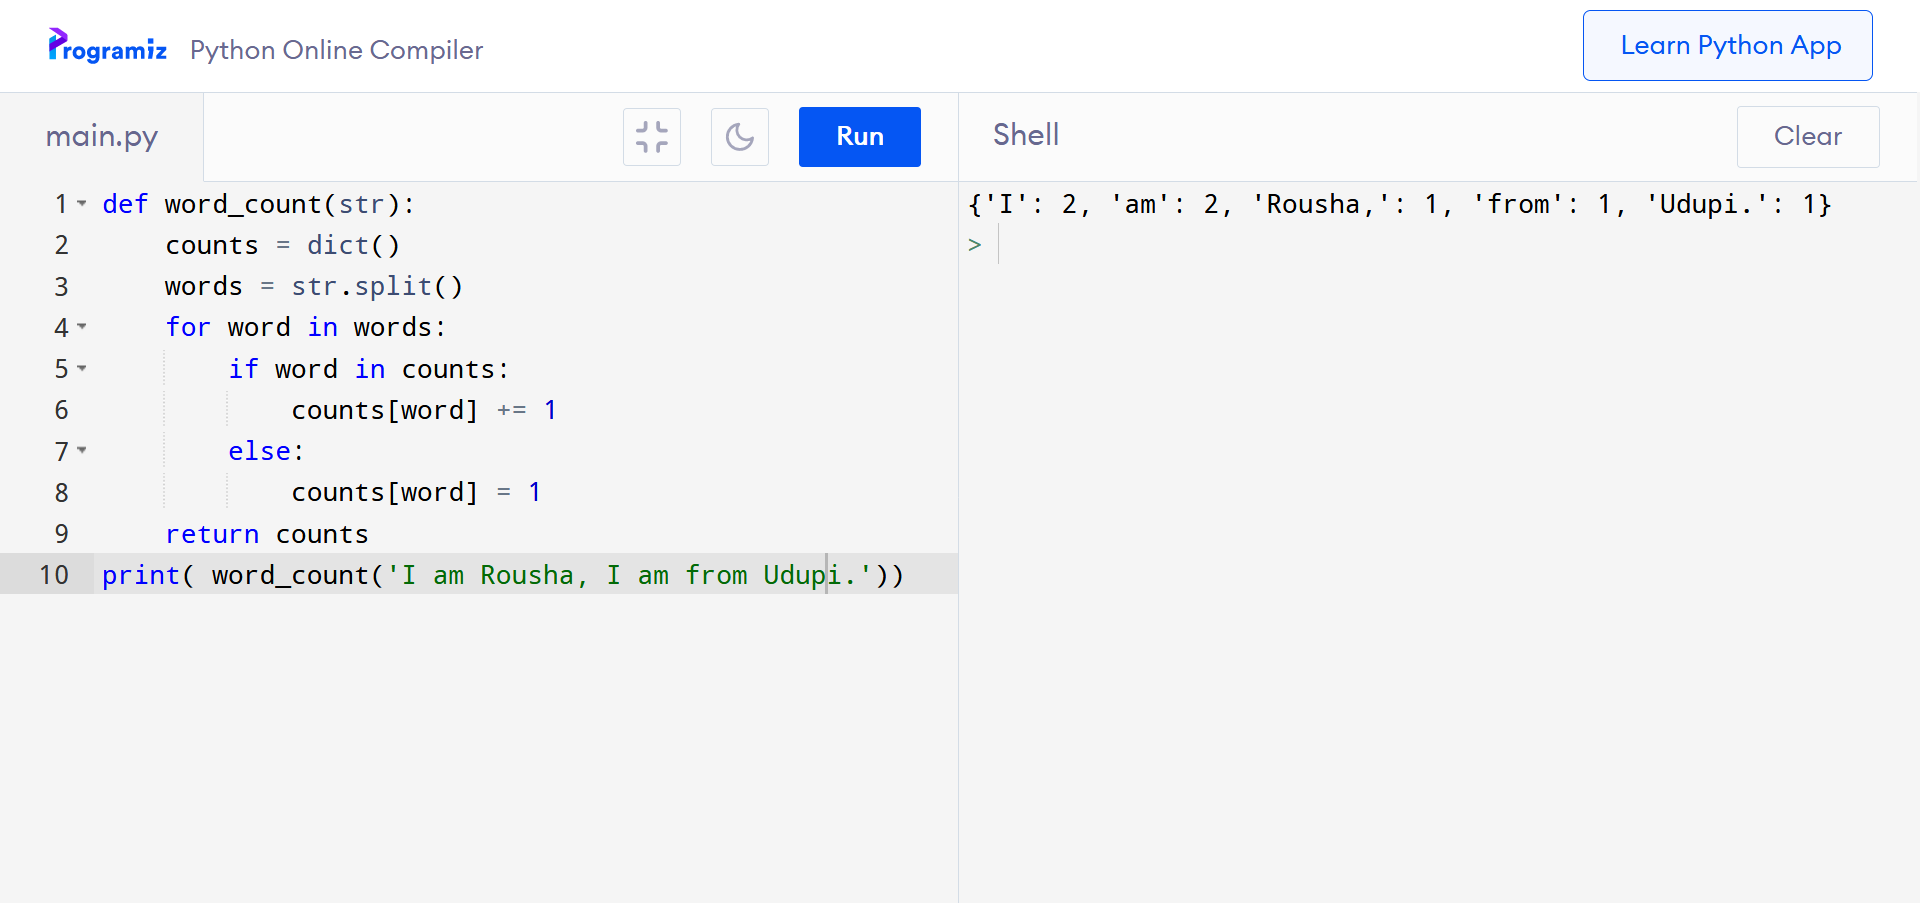 Programiz Python Online Compiler
Learn Python App
main.py
Run
Shell
Clear
1 def word_count(str):
2     counts = dict()
3     words = str.split()
4     for word in words:
5         if word in counts:
6             counts[word] += 1
7         else:
8             counts[word] = 1
9     return counts
10 print( word_count('I am Rousha, I am from Udupi.'))
{'I': 2, 'am': 2, 'Rousha,': 1, 'from': 1, 'Udupi.': 1}
>